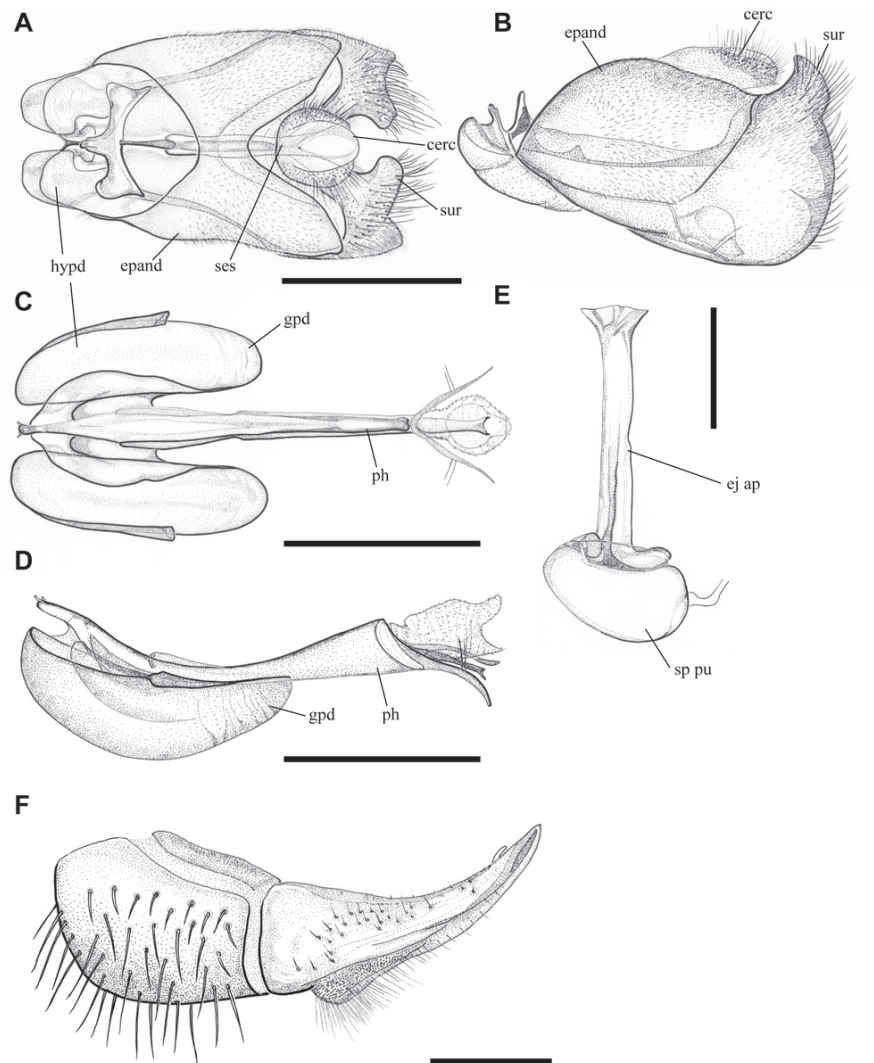 A
cerc
sur
hypd
epand
ses
B
epand
cerc
sur
C
gpd
ph
D
gpd
ph
E
ej ap
sp pu
F